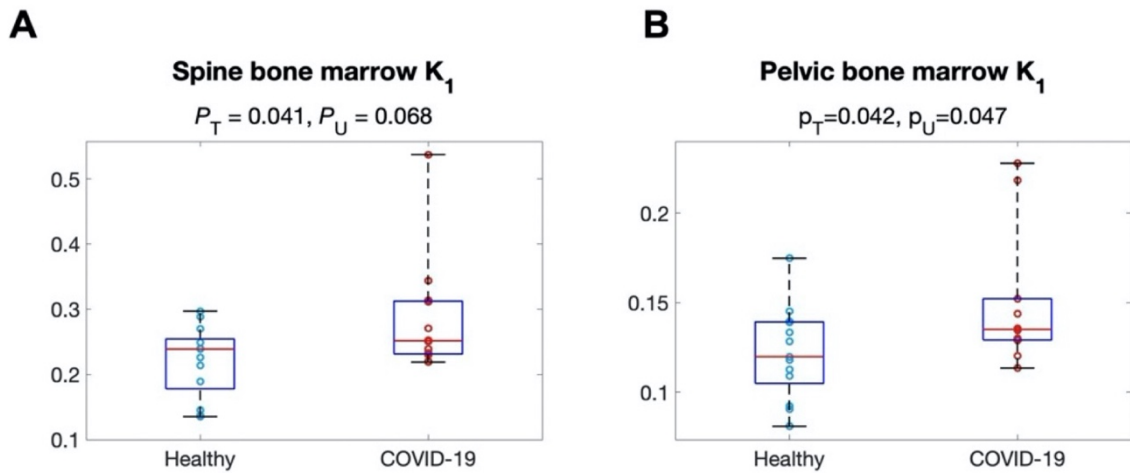 A
Spine bone marrow K1
PT = 0.041, PU = 0.068
0.5
0.4
0.3
0.2
0.1
Healthy COVID-19
B
Pelvic bone marrow K1
pT=0.042, pU=0.047
0.2
0.15
0.1
Healthy COVID-19